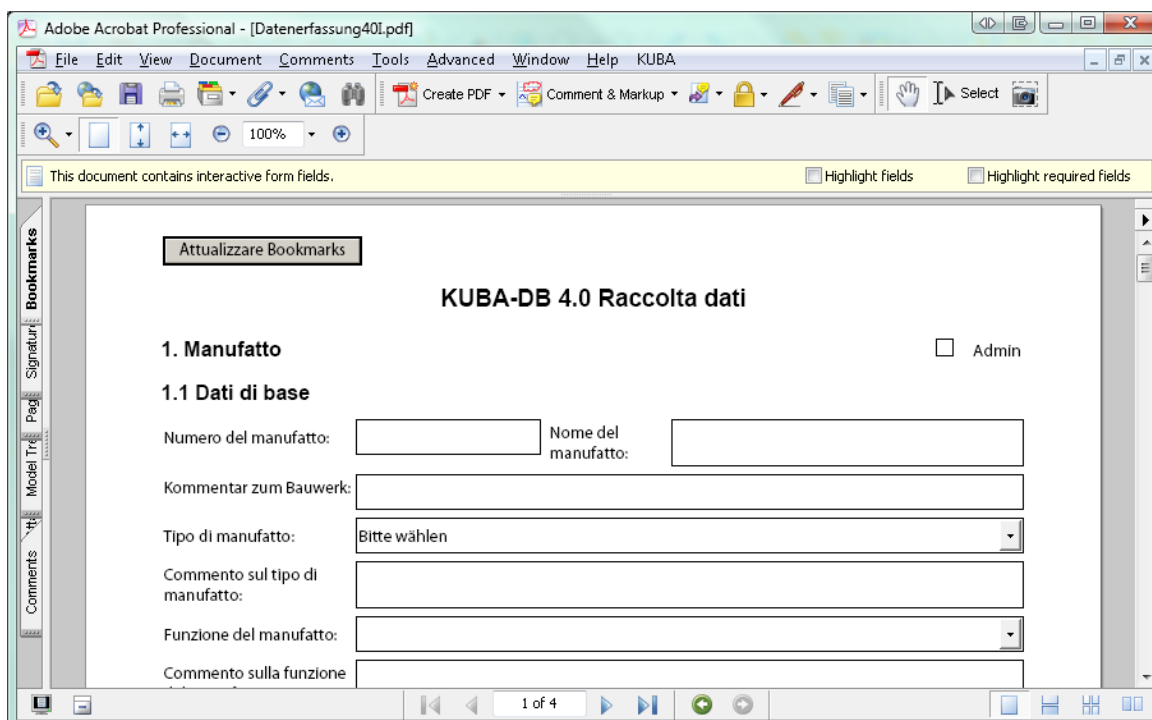 Adobe Acrobat Professional - [Datenerfassung40I.pdf]
File Edit View Document Comments Tools Advanced Window Help KUBA
Create PDF Comment & Markup Select
100%
This document contains interactive form fields. Highlight fields Highlight required fields
Bookmarks
Signatur
Pag
Model Tre
Comments
Attualizzare Bookmarks
KUBA-DB 4.0 Raccolta dati
1. Manufatto Admin
1.1 Dati di base
Numero del manufatto: Nome del
manufatto:
Kommentar zum Bauwerk:
Tipo di manufatto: Bitte wählen
Commento sul tipo di
manufatto:
Funzione del manufatto:
Commento sulla funzione
1 of 4